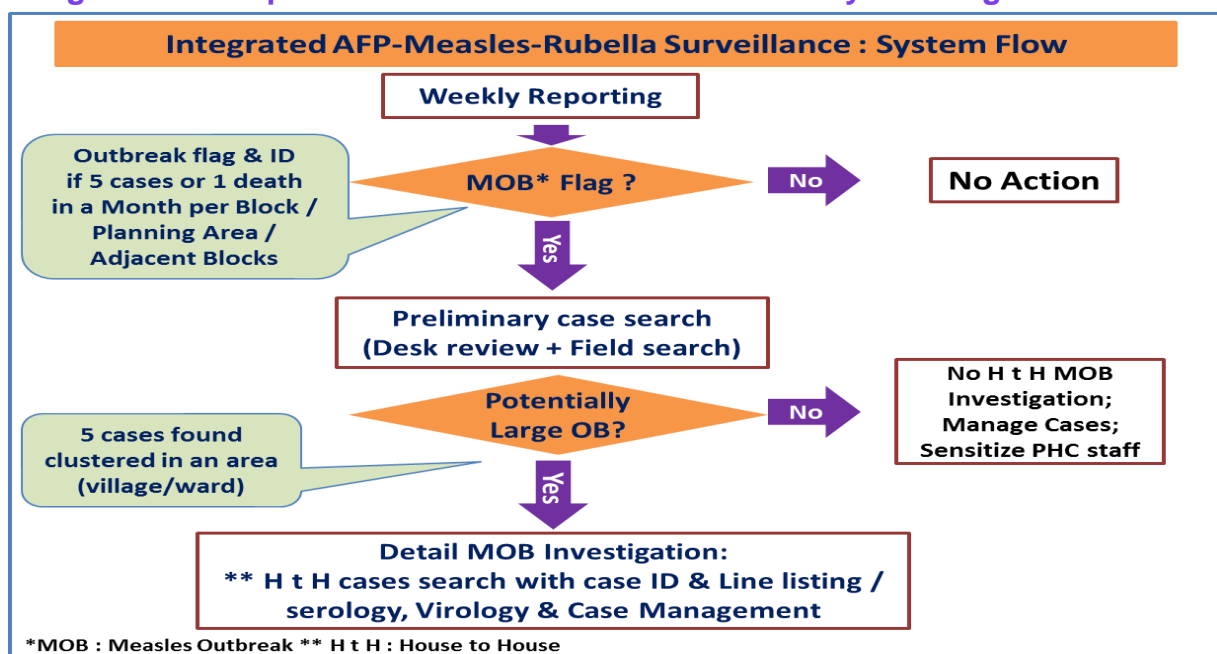 Integrated AFP-Measles-Rubella Surveillance : System Flow
Weekly Reporting
Outbreak flag & ID
if 5 cases or 1 death
in a Month per Block /
Planning Area /
Adjacent Blocks
MOB* Flag ?
No
No Action
Yes
Preliminary case search
(Desk review + Field search)
Potentially
Large OB?
No
No H t H MOB
Investigation;
Manage Cases;
Sensitize PHC staff
5 cases found
clustered in an area
(village/ward)
Yes
Detail MOB Investigation:
** H t H cases search with case ID & Line listing /
serology, Virology & Case Management
*MOB : Measles Outbreak ** H t H : House to House